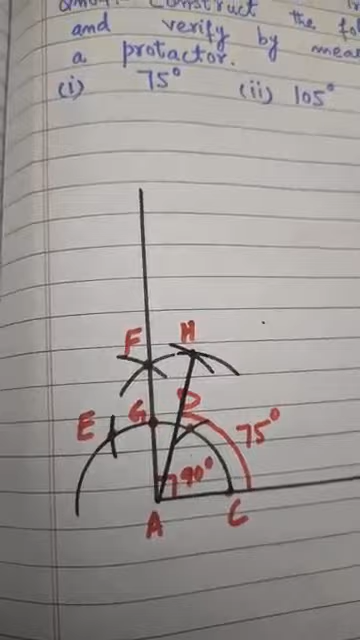 Construct the
and verify by
a protactor.
(i) 75° (ii) 105°
F H
E G D 75°
90°
A C